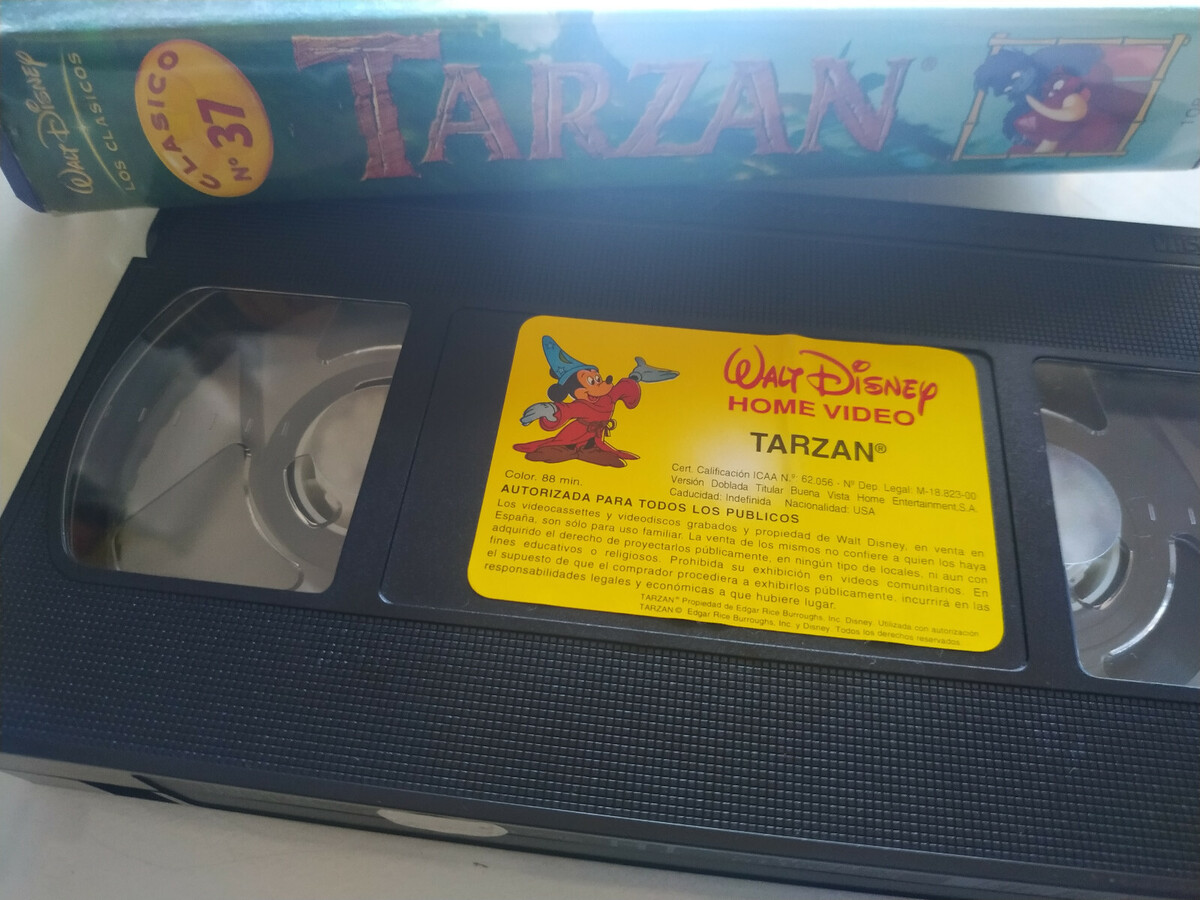 WALT DISNEY
LOS CLASICOS
CLASICO
Nº 37
TARZAN®
WALT DISNEY
HOME VIDEO
TARZAN®
Color. 88 min.
Cert. Calificación ICAA N.º 62.056 · Nº Dep. Legal: M-18.823-00
Versión Doblada Titular Buena Vista Home Entertainment,S.A.
Caducidad: Indefinida Nacionalidad: USA
AUTORIZADA PARA TODOS LOS PUBLICOS
Los videocassettes y videodiscos grabados y propiedad de Walt Disney, en venta en
España, son sólo para uso familiar. La venta de los mismos no confiere a quien los haya
adquirido el derecho de proyectarlos públicamente, en ningún tipo de locales, ni aun con
fines educativos o religiosos. Prohibida su exhibición en videos comunitarios. En
el supuesto de que el comprador procediera a exhibirlos públicamente, incurrirá en las
responsabilidades legales y económicas a que hubiere lugar.
TARZAN® Propiedad de Edgar Rice Burroughs, Inc. Disney. Utilizada con autorización
TARZAN© Edgar Rice Burroughs, Inc. y Disney. Todos los derechos reservados.